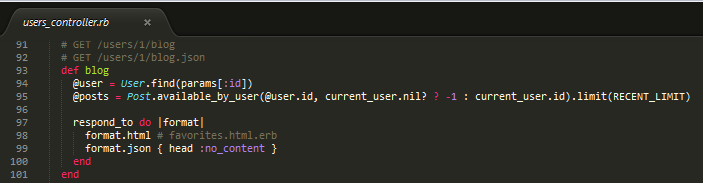 users_controller.rb ×
91 # GET /users/1/blog
92 # GET /users/1/blog.json
93 def blog
94 @user = User.find(params[:id])
95 @posts = Post.available_by_user(@user.id, current_user.nil? ? -1 : current_user.id).limit(RECENT_LIMIT)
96
97 respond_to do |format|
98 format.html # favorites.html.erb
99 format.json { head :no_content }
100 end
101 end